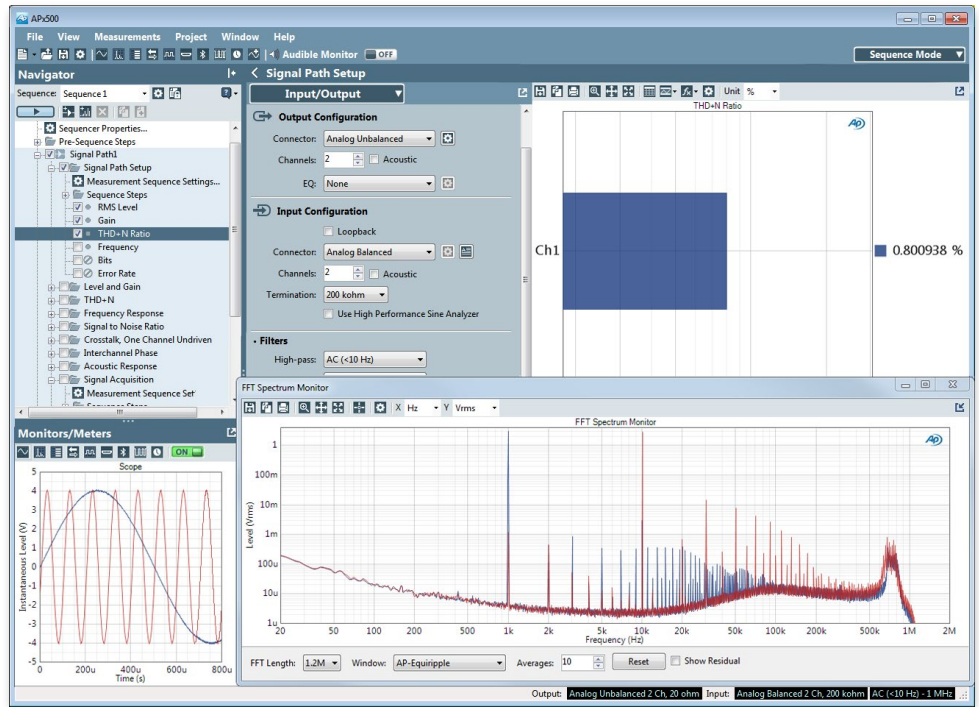 APx500
File View Measurements Project Window Help
Audible Monitor OFF
Sequence Mode
Navigator
Signal Path Setup
Sequence: Sequence 1
Input/Output
Unit %
THD+N Ratio
Sequencer Properties...
Pre-Sequence Steps
Signal Path1
Signal Path Setup
Measurement Sequence Settings...
Sequence Steps
RMS Level
Gain
THD+N Ratio
Frequency
Bits
Error Rate
Level and Gain
THD+N
Frequency Response
Signal to Noise Ratio
Crosstalk, One Channel Undriven
Interchannel Phase
Acoustic Response
Signal Acquisition
Measurement Sequence Set
Output Configuration
Connector: Analog Unbalanced
Channels: 2 Acoustic
EQ: None
Input Configuration
Loopback
Connector: Analog Balanced
Channels: 2 Acoustic
Termination: 200 kohm
Use High Performance Sine Analyzer
Filters
High-pass: AC (<10 Hz)
AP
Ch1
0.800938 %
Monitors/Meters
ON
Scope
Instantaneous Level (V)
5
4
3
2
1
0
-1
-2
-3
-4
-5
0 200u 400u 600u 800u
Time (s)
FFT Spectrum Monitor
X Hz Y Vrms
FFT Spectrum Monitor
AP
Level (Vrms)
1
100m
10m
1m
100u
10u
1u
20 50 100 200 500 1k 2k 5k 10k 20k 50k 100k 200k 500k 1M 2M
Frequency (Hz)
FFT Length: 1.2M Window: AP-Equiripple Averages: 10 Reset Show Residual
Output: Analog Unbalanced 2 Ch, 20 ohm Input: Analog Balanced 2 Ch, 200 kohm AC (<10 Hz) - 1 MHz